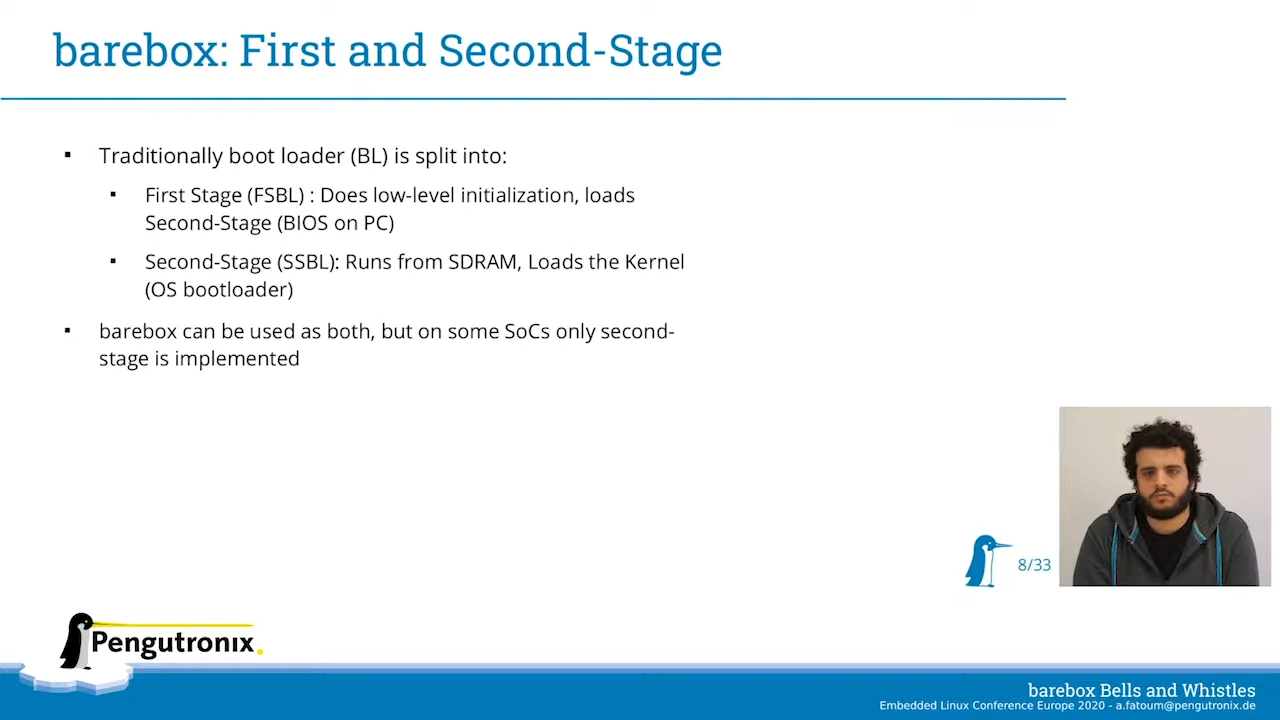 barebox: First and Second-Stage
▪ Traditionally boot loader (BL) is split into:
▪ First Stage (FSBL) : Does low-level initialization, loads
Second-Stage (BIOS on PC)
▪ Second-Stage (SSBL): Runs from SDRAM, Loads the Kernel
(OS bootloader)
▪ barebox can be used as both, but on some SoCs only second-
stage is implemented
8/33
Pengutronix
barebox Bells and Whistles
Embedded Linux Conference Europe 2020 - a.fatoum@pengutronix.de